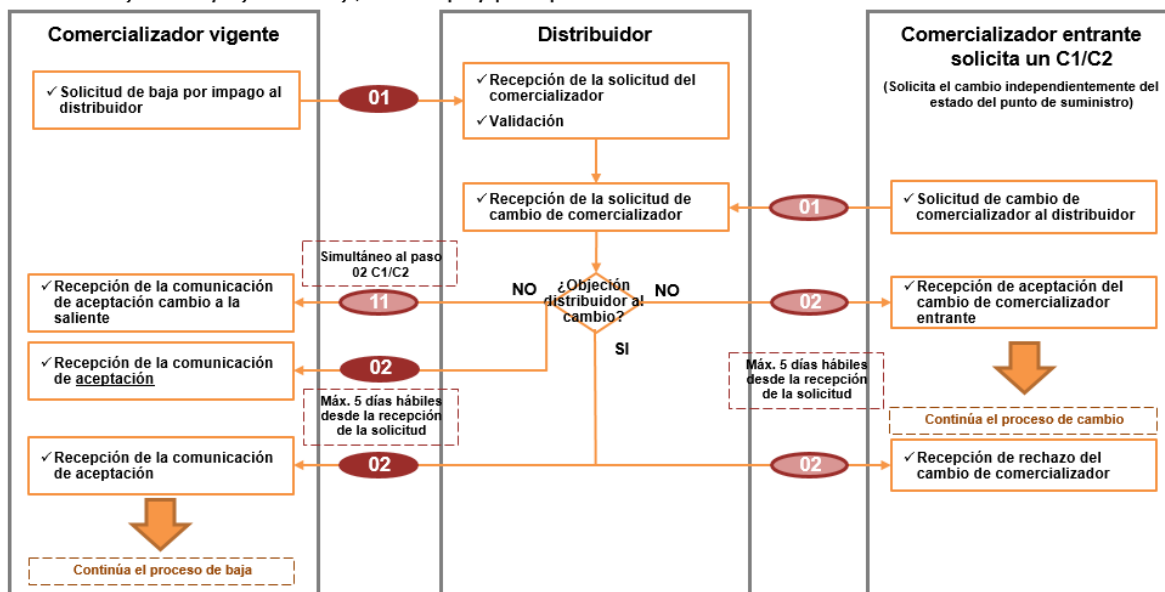 Comercializador vigente
✓ Solicitud de baja por impago al
distribuidor
01
Distribuidor
✓ Recepción de la solicitud del
comercializador
✓ Validación
Comercializador entrante
solicita un C1/C2
(Solicita el cambio independientemente del
estado del punto de suministro)
✓ Recepción de la solicitud de
cambio de comercializador
01
✓ Solicitud de cambio de
comercializador al distribuidor
Simultáneo al paso
02 C1/C2
✓ Recepción de la comunicación
de aceptación cambio a la
saliente
11
NO
¿Objeción
distribuidor al
cambio?
NO
02
✓ Recepción de aceptación del
cambio de comercializador
entrante
SI
✓ Recepción de la comunicación
de aceptación
02
Máx. 5 días hábiles
desde la recepción
de la solicitud
Máx. 5 días hábiles
desde la recepción
de la solicitud
Continúa el proceso de cambio
✓ Recepción de la comunicación
de aceptación
02
02
✓ Recepción de rechazo del
cambio de comercializador
Continúa el proceso de baja